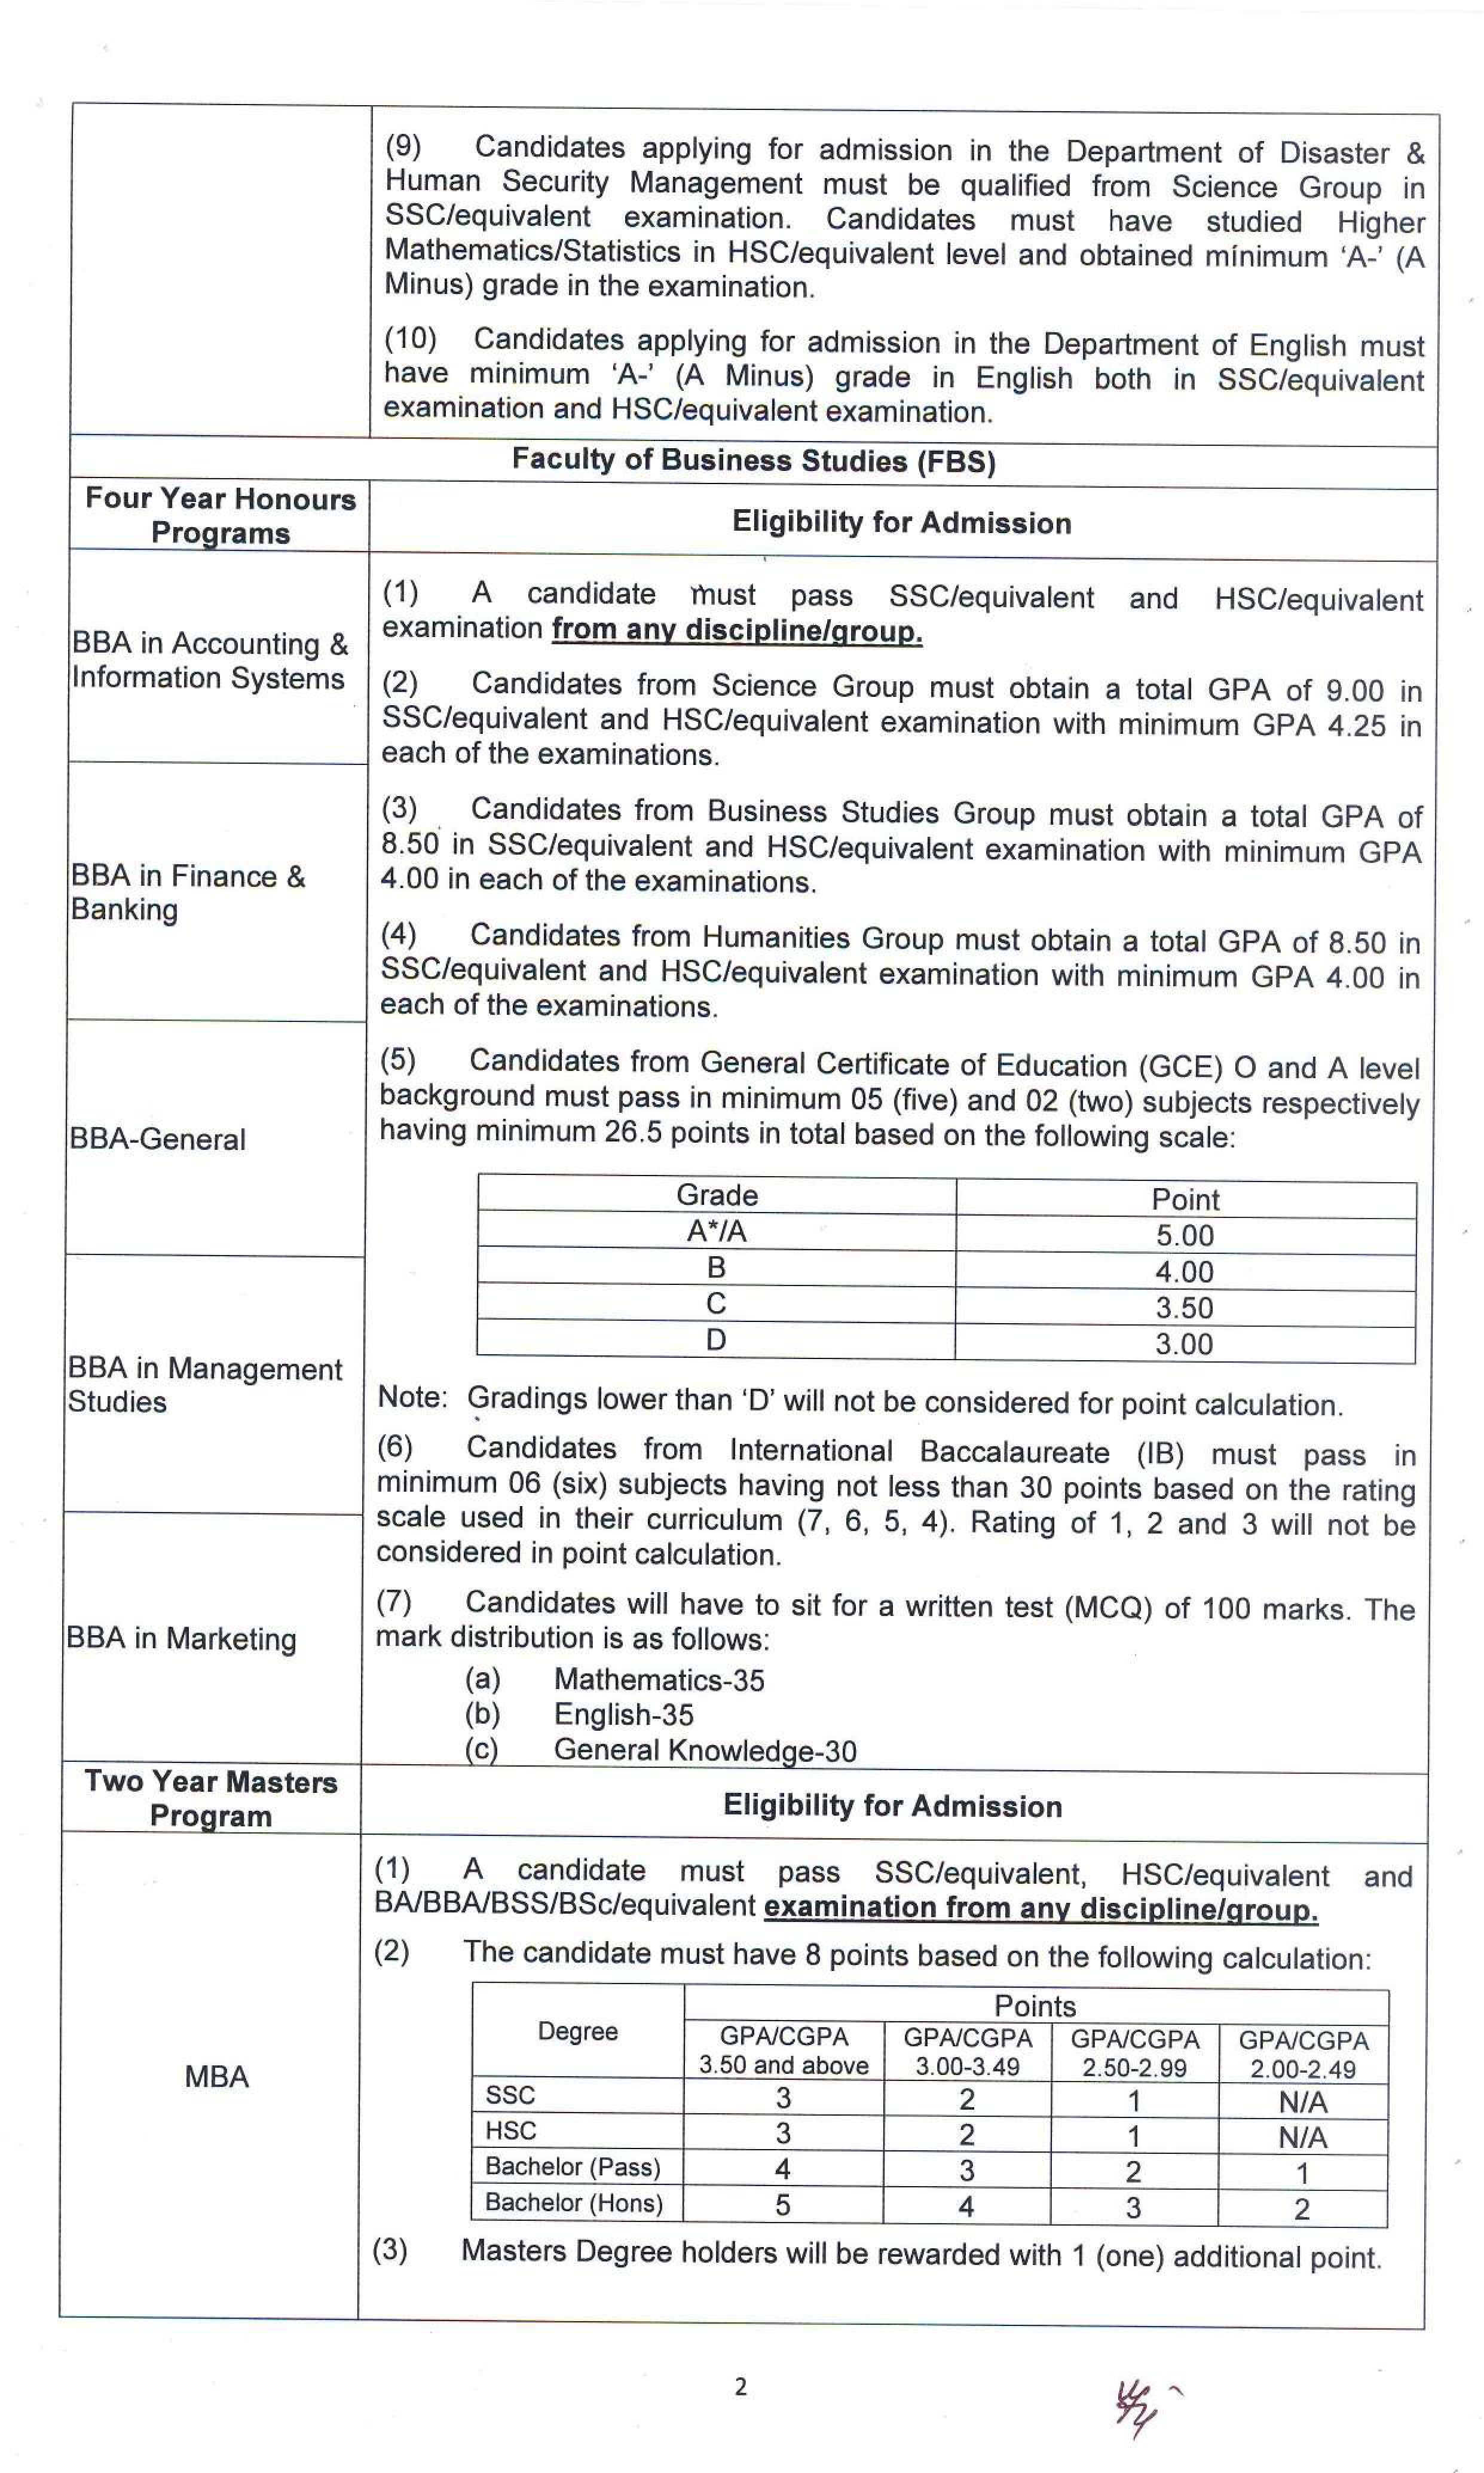 (9) Candidates applying for admission in the Department of Disaster &
Human Security Management must be qualified from Science Group in
SSC/equivalent examination. Candidates must have studied Higher
Mathematics/Statistics in HSC/equivalent level and obtained minimum ‘A-’ (A
Minus) grade in the examination.
(10) Candidates applying for admission in the Department of English must
have minimum ‘A-’ (A Minus) grade in English both in SSC/equivalent
examination and HSC/equivalent examination.
Faculty of Business Studies (FBS)
Four Year Honours
Programs
Eligibility for Admission
BBA in Accounting &
Information Systems
BBA in Finance &
Banking
BBA-General
BBA in Management
Studies
BBA in Marketing
(1) A candidate must pass SSC/equivalent and HSC/equivalent
examination from any discipline/group.
(2) Candidates from Science Group must obtain a total GPA of 9.00 in
SSC/equivalent and HSC/equivalent examination with minimum GPA 4.25 in
each of the examinations.
(3) Candidates from Business Studies Group must obtain a total GPA of
8.50 in SSC/equivalent and HSC/equivalent examination with minimum GPA
4.00 in each of the examinations.
(4) Candidates from Humanities Group must obtain a total GPA of 8.50 in
SSC/equivalent and HSC/equivalent examination with minimum GPA 4.00 in
each of the examinations.
(5) Candidates from General Certificate of Education (GCE) O and A level
background must pass in minimum 05 (five) and 02 (two) subjects respectively
having minimum 26.5 points in total based on the following scale:
Grade Point
A*/A 5.00
B 4.00
C 3.50
D 3.00
Note: Gradings lower than ‘D’ will not be considered for point calculation.
(6) Candidates from International Baccalaureate (IB) must pass in
minimum 06 (six) subjects having not less than 30 points based on the rating
scale used in their curriculum (7, 6, 5, 4). Rating of 1, 2 and 3 will not be
considered in point calculation.
(7) Candidates will have to sit for a written test (MCQ) of 100 marks. The
mark distribution is as follows:
(a) Mathematics-35
(b) English-35
(c) General Knowledge-30
Two Year Masters
Program
Eligibility for Admission
MBA
(1) A candidate must pass SSC/equivalent, HSC/equivalent and
BA/BBA/BSS/BSc/equivalent examination from any discipline/group.
(2) The candidate must have 8 points based on the following calculation:
Degree
Points
GPA/CGPA GPA/CGPA GPA/CGPA GPA/CGPA
3.50 and above 3.00-3.49 2.50-2.99 2.00-2.49
SSC 3 2 1 N/A
HSC 3 2 1 N/A
Bachelor (Pass) 4 3 2 1
Bachelor (Hons) 5 4 3 2
(3) Masters Degree holders will be rewarded with 1 (one) additional point.
2